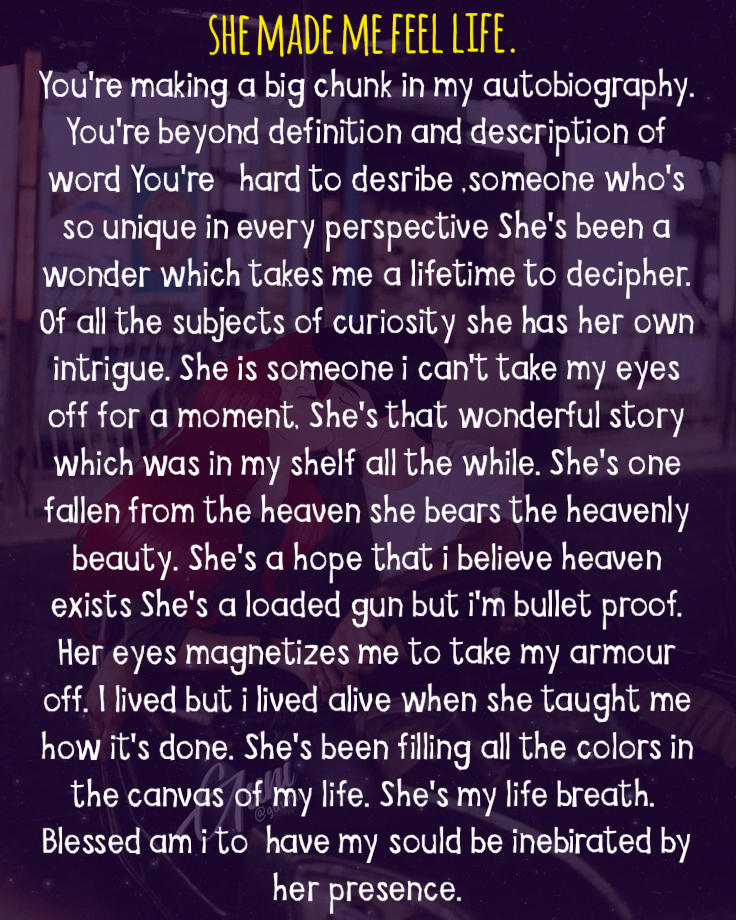 SHE MADE ME FEEL LIFE.
You're making a big chunk in my autobiography.
You're beyond definition and description of
word You're hard to desribe ,someone who's
so unique in every perspective She's been a
wonder which takes me a lifetime to decipher.
Of all the subjects of curiosity she has her own
intrigue. She is someone i can't take my eyes
off for a moment, She's that wonderful story
which was in my shelf all the while. She's one
fallen from the heaven she bears the heavenly
beauty. She's a hope that i believe heaven
exists She's a loaded gun but i'm bullet proof.
Her eyes magnetizes me to take my armour
off. I lived but i lived alive when she taught me
how it's done. She's been filling all the colors in
the canvas of my life. She's my life breath.
Blessed am i to have my sould be inebirated by
her presence.